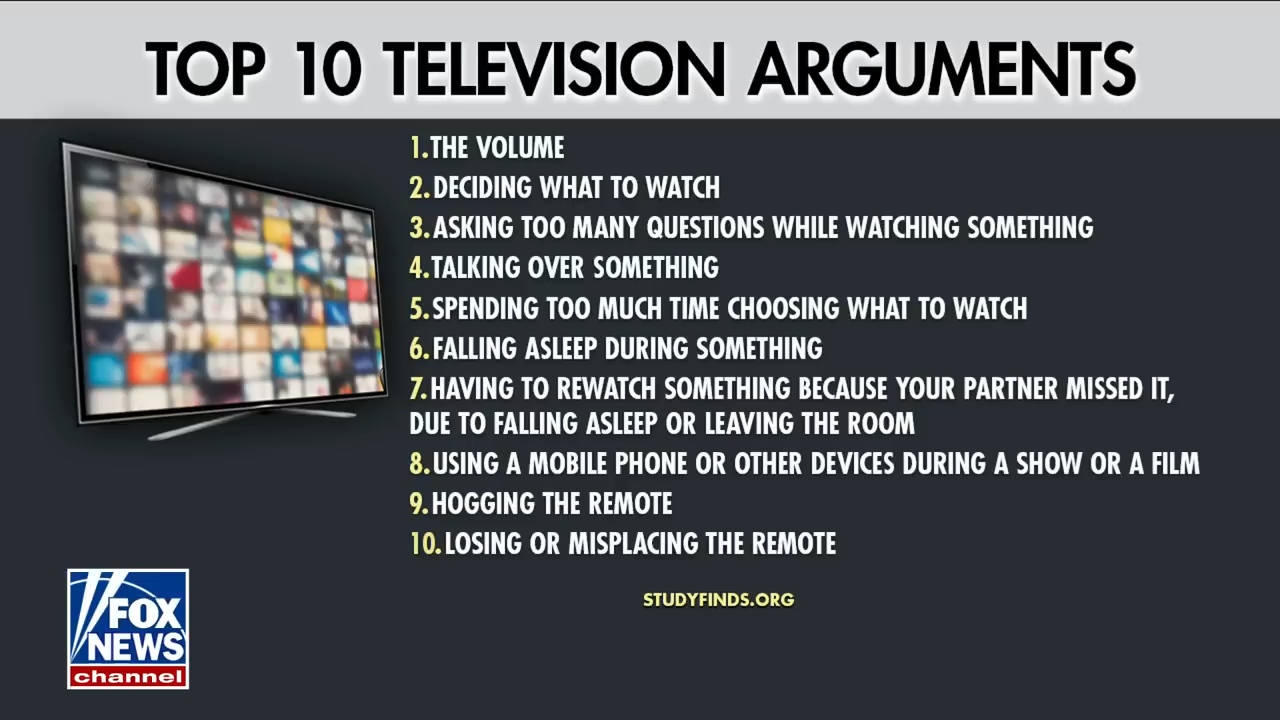 TOP 10 TELEVISION ARGUMENTS
1.THE VOLUME
2.DECIDING WHAT TO WATCH
3.ASKING TOO MANY QUESTIONS WHILE WATCHING SOMETHING
4.TALKING OVER SOMETHING
5.SPENDING TOO MUCH TIME CHOOSING WHAT TO WATCH
6.FALLING ASLEEP DURING SOMETHING
7.HAVING TO REWATCH SOMETHING BECAUSE YOUR PARTNER MISSED IT,
DUE TO FALLING ASLEEP OR LEAVING THE ROOM
8.USING A MOBILE PHONE OR OTHER DEVICES DURING A SHOW OR A FILM
9.HOGGING THE REMOTE
10.LOSING OR MISPLACING THE REMOTE
STUDYFINDS.ORG
FOX
NEWS
channel